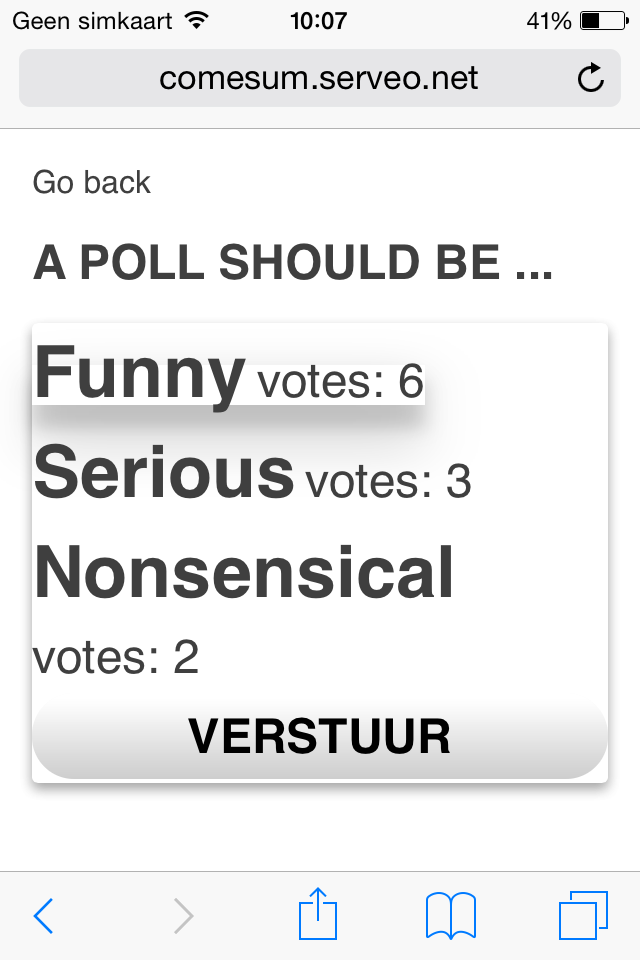 Geen simkaart 10:07 41%
comesum.serveo.net
Go back
A POLL SHOULD BE ...
Funny votes: 6
Serious votes: 3
Nonsensical
votes: 2
VERSTUUR